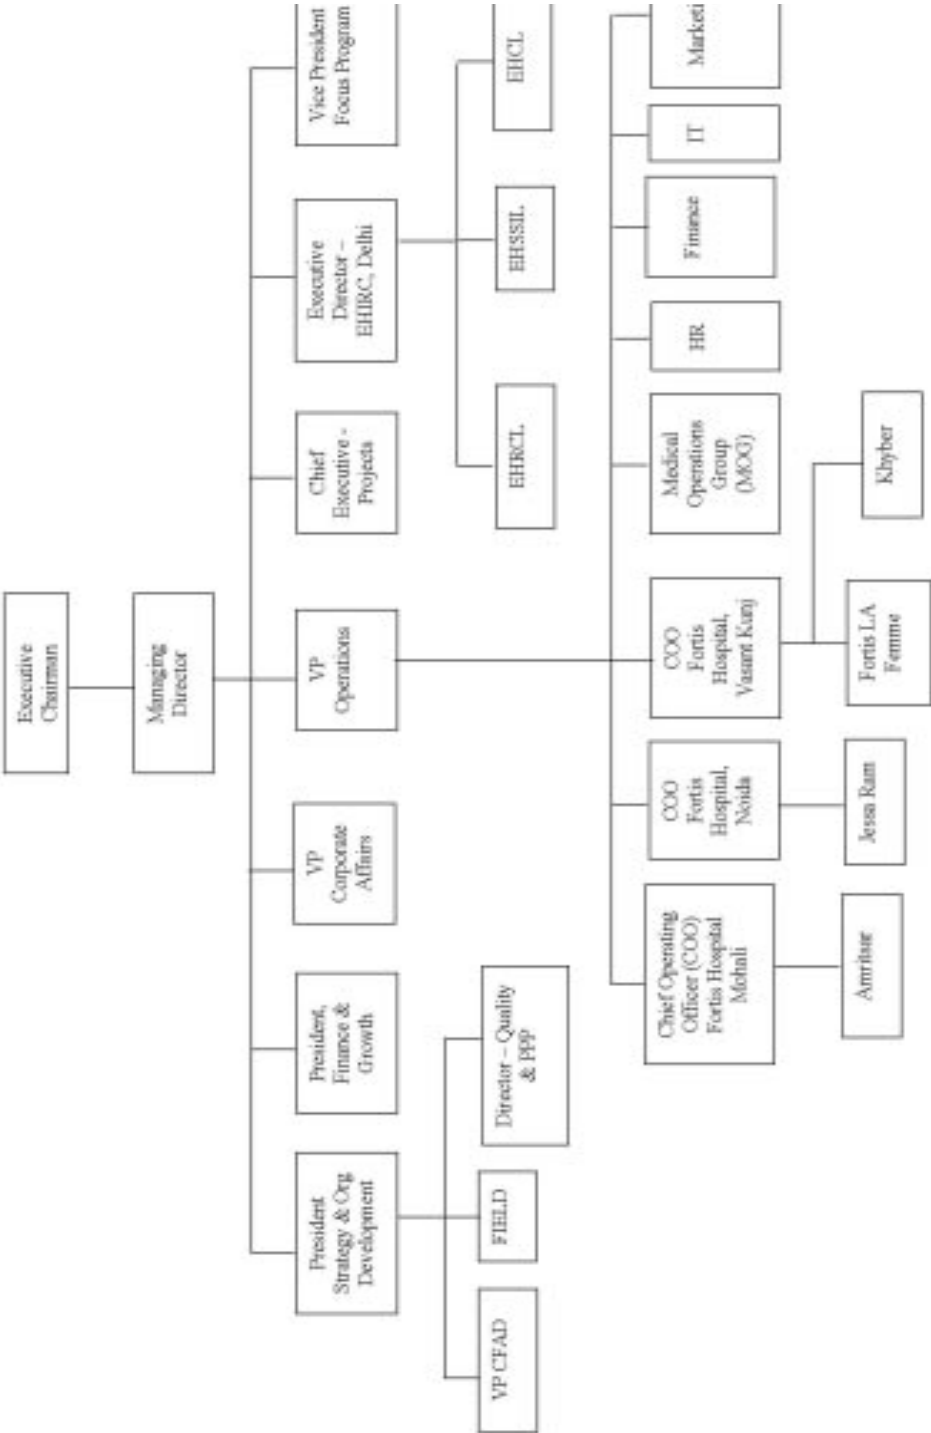 Executive
Chairman
Managing
Director
President
Strategy & Org
Development
President,
Finance &
Growth
VP
Corporate
Affairs
VP
Operations
Chief
Executive -
Projects
Executive
Director –
EHIRC, Delhi
Vice President
Focus Program
VP CFAD
FIELD
Director – Quality
& PPP
EHRCL
EHSSIL
EHCL
Chief Operating
Officer (COO)
Fortis Hospital
Mohali
COO
Fortis
Hospital,
Noida
COO
Fortis
Hospital,
Vasant Kunj
Medical
Operations
Group
(MOG)
HR
Finance
IT
Marketi
Amritsar
Jessa Ram
Fortis LA
Femme
Khyber